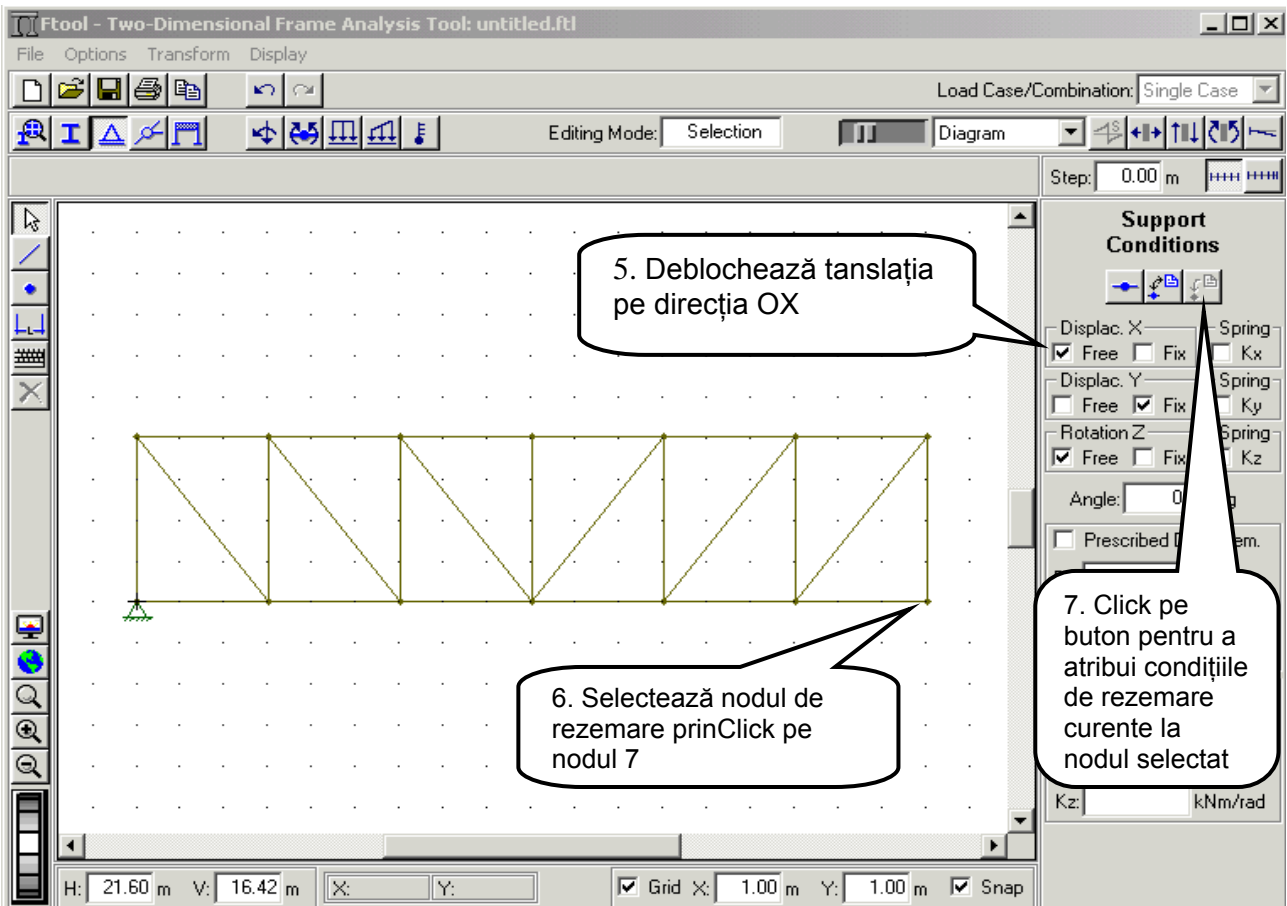 Ftool - Two-Dimensional Frame Analysis Tool: untitled.ftl
File Options Transform Display
Load Case/Combination: Single Case
Editing Mode: Selection Diagram
Step: 0.00 m
Support
Conditions
5. Deblochează tanslația
pe direcția OX
Displac. X Spring
Free Fix Kx
Displac. Y Spring
Free Fix Ky
Rotation Z Spring
Free Fix Kz
Angle:
Prescribed
6. Selectează nodul de
rezemare prinClick pe
nodul 7
7. Click pe
buton pentru a
atribui condițiile
de rezemare
curente la
nodul selectat
Kz: kNm/rad
H: 21.60 m V: 16.42 m X: Y: Grid X: 1.00 m Y: 1.00 m Snap